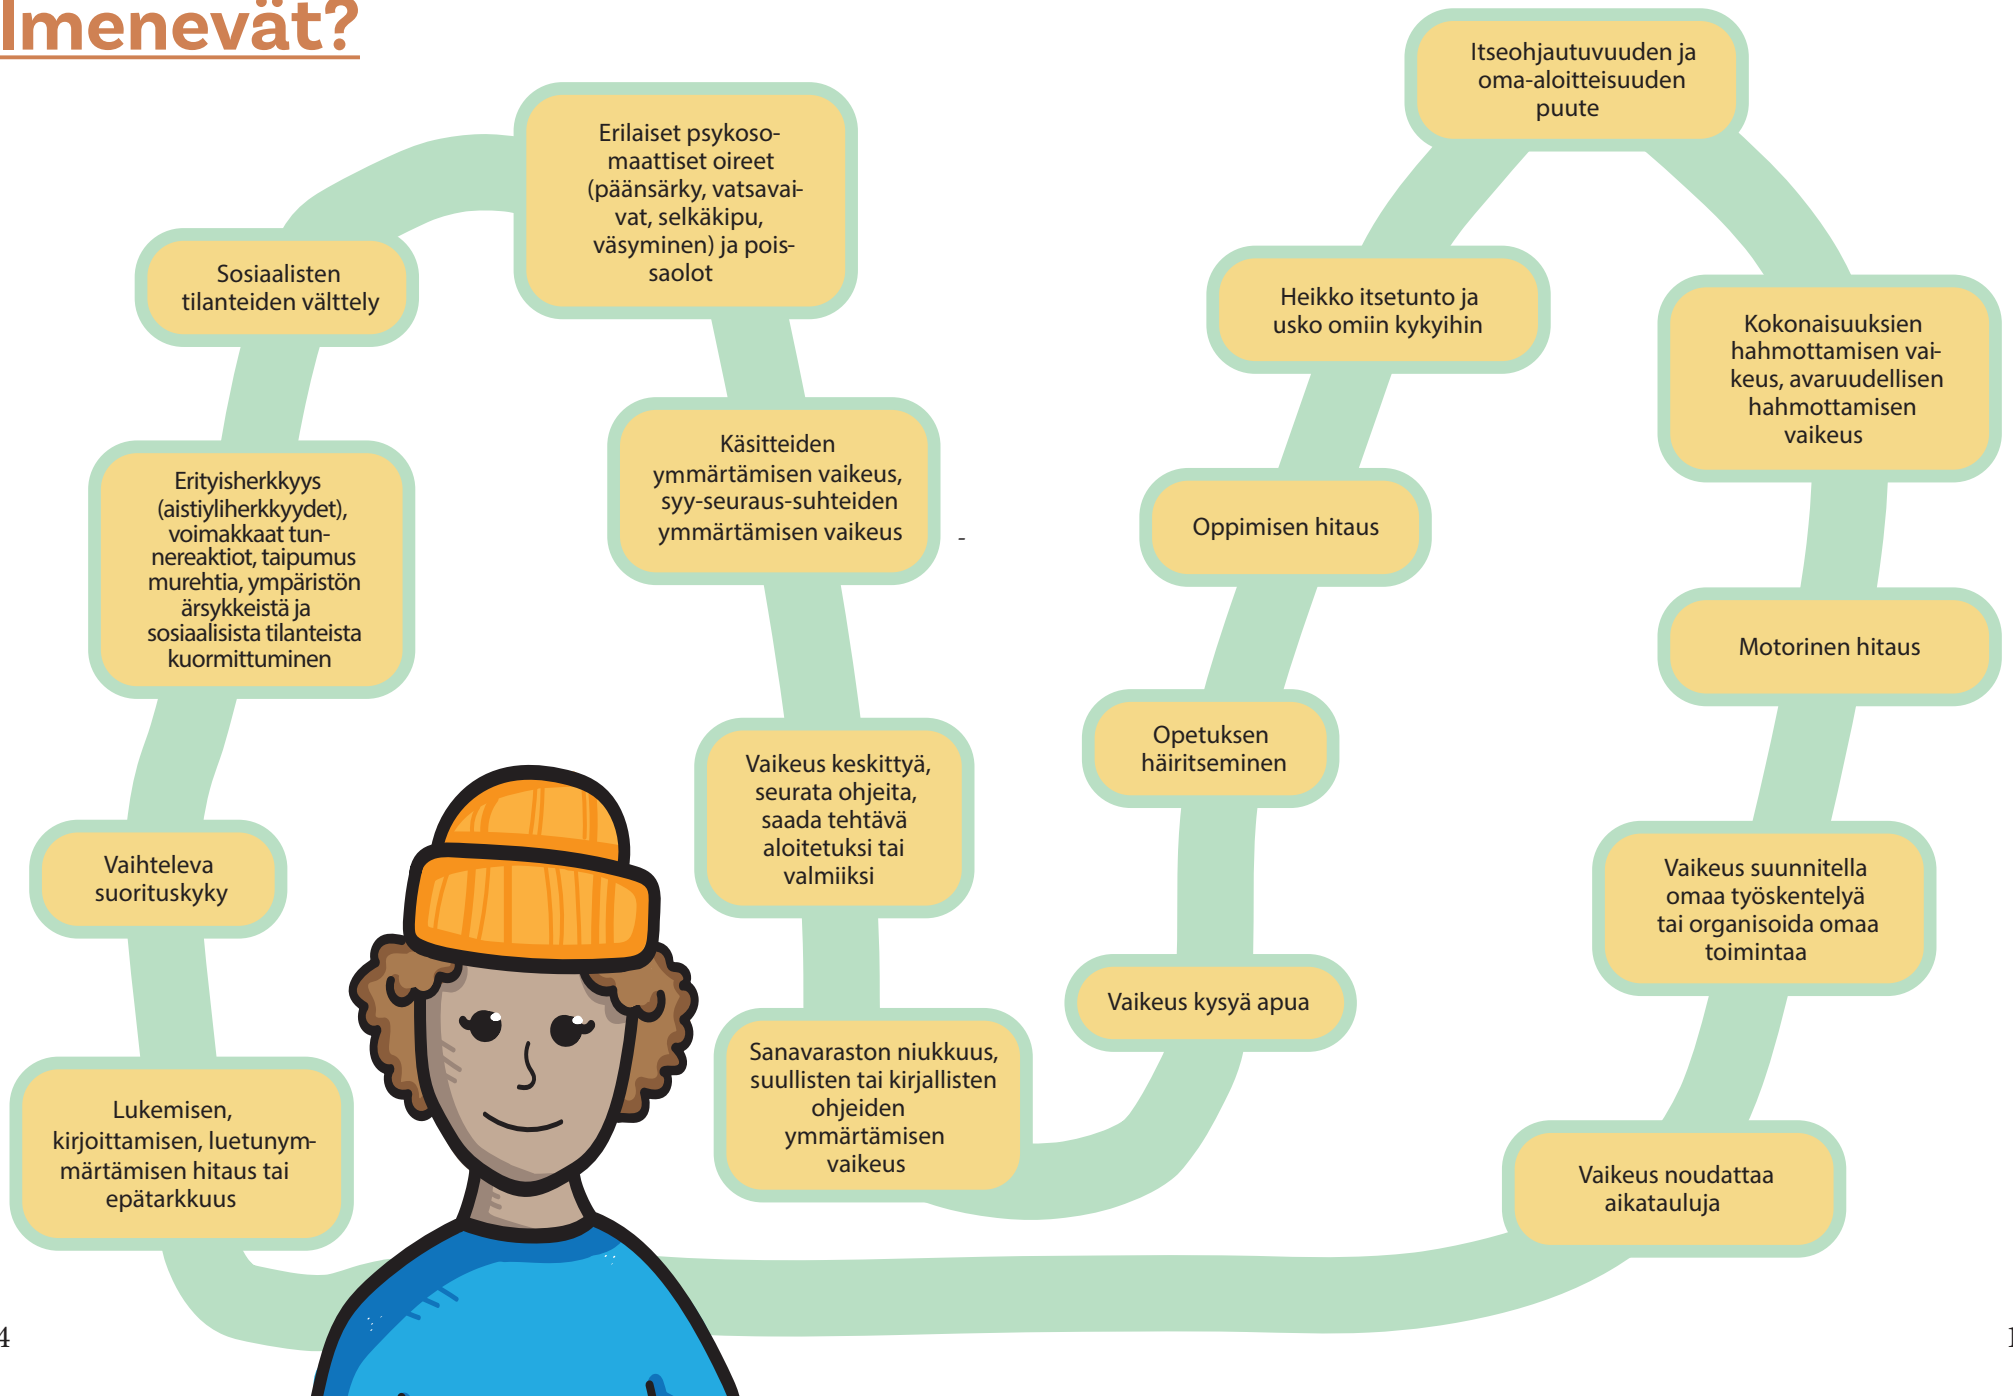 lmenevät?
Erilaiset psykoso-
maattiset oireet
(päänsärky, vatsavai-
vat, selkäkipu,
väsyminen) ja pois-
saolot
Sosiaalisten
tilanteiden välttely
Erityisherkkyys
(aistiyliherkkyydet),
voimakkaat tun-
nereaktiot, taipumus
murehtia, ympäristön
ärsykkeistä ja
sosiaalisista tilanteista
kuormittuminen
Vaihteleva
suorituskyky
Lukemisen,
kirjoittamisen, luetunym-
märtämisen hitaus tai
epätarkkuus
Käsitteiden
ymmärtämisen vaikeus,
syy-seuraus-suhteiden
ymmärtämisen vaikeus
-
Vaikeus keskittyä,
seurata ohjeita,
saada tehtävä
aloitetuksi tai
valmiiksi
Sanavaraston niukkuus,
suullisten tai kirjallisten
ohjeiden
ymmärtämisen
vaikeus
Vaikeus kysyä apua
Opetuksen
häiritseminen
Oppimisen hitaus
Heikko itsetunto ja
usko omiin kykyihin
Itseohjautuvuuden ja
oma-aloitteisuuden
puute
Kokonaisuuksien
hahmottamisen vai-
keus, avaruudellisen
hahmottamisen
vaikeus
Motorinen hitaus
Vaikeus suunnitella
omaa työskentelyä
tai organisoida omaa
toimintaa
Vaikeus noudattaa
aikatauluja
4
1